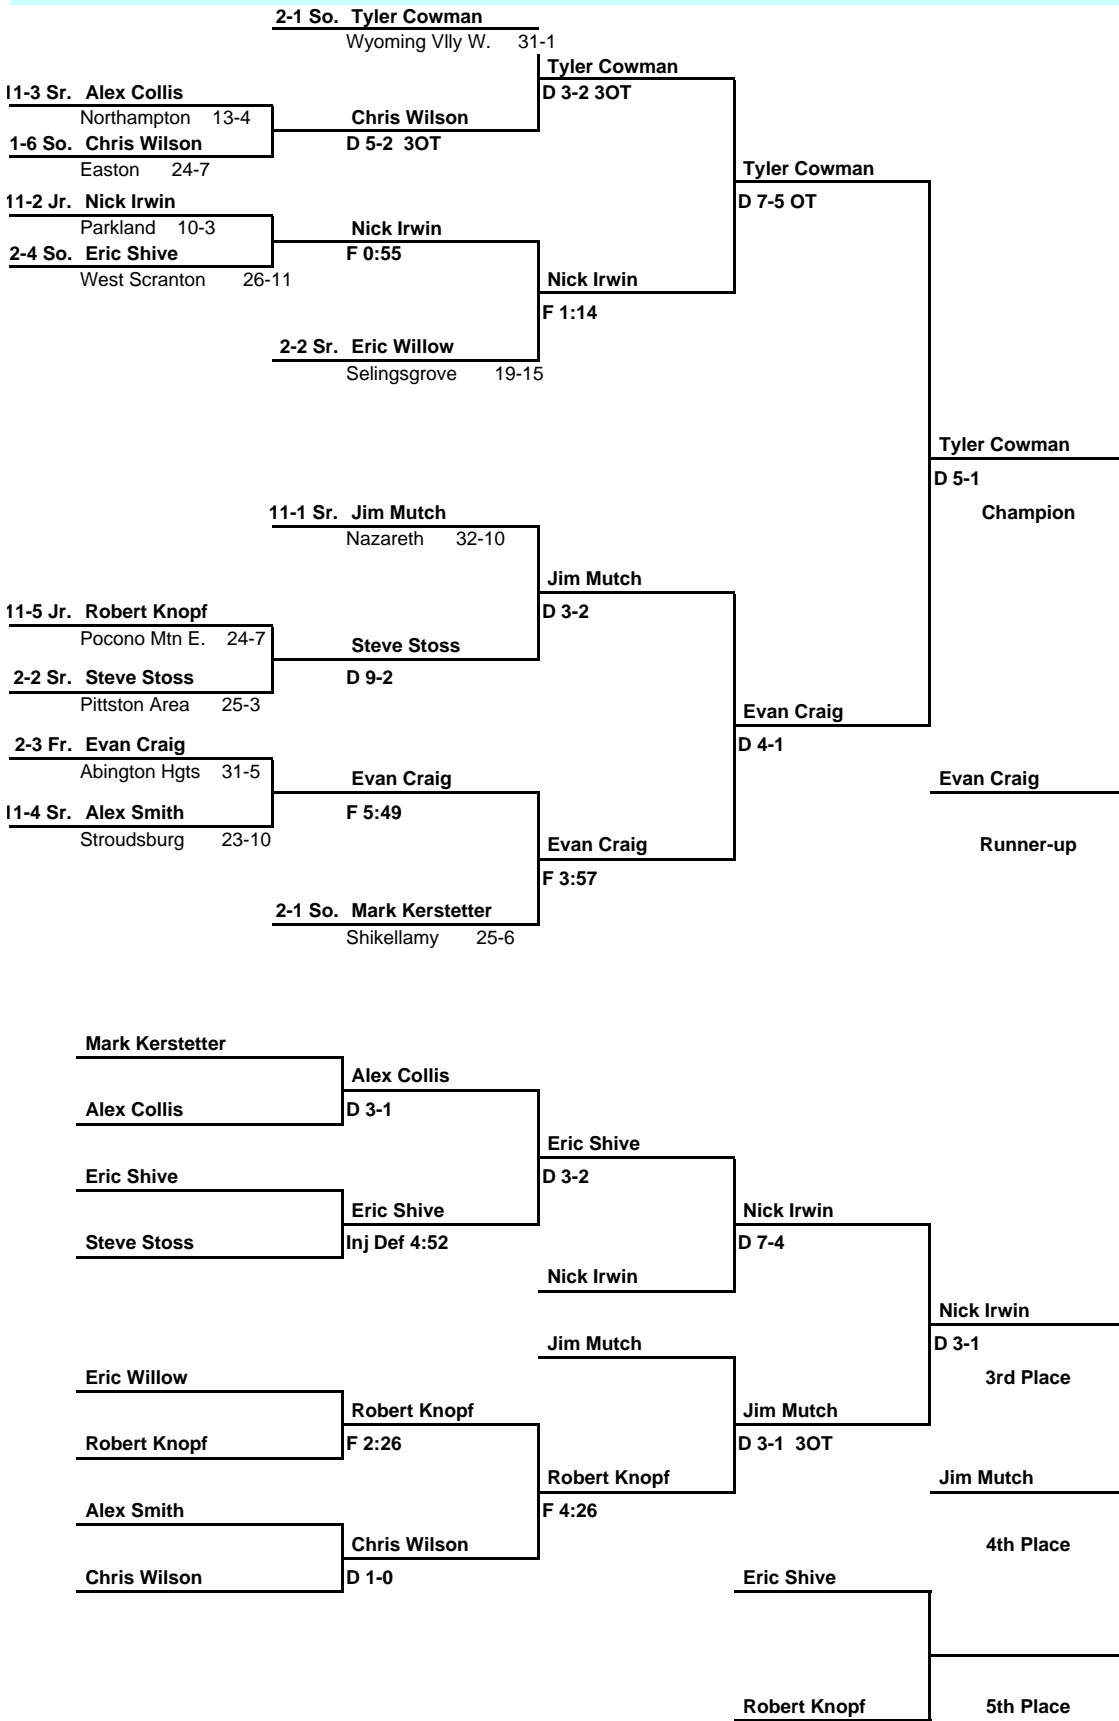 2-1 So. Tyler Cowman
Wyoming Vlly W. 31-1
Tyler Cowman
11-3 Sr. Alex Collis
D 3-2 3OT
Northampton 13-4
Chris Wilson
1-6 So. Chris Wilson
D 5-2 3OT
Easton 24-7
Tyler Cowman
11-2 Jr. Nick Irwin
D 7-5 OT
Parkland 10-3
Nick Irwin
2-4 So. Eric Shive
F 0:55
West Scranton 26-11
Nick Irwin
F 1:14
2-2 Sr. Eric Willow
Selingsgrove 19-15
Tyler Cowman
D 5-1
11-1 Sr. Jim Mutch
Champion
Nazareth 32-10
Jim Mutch
11-5 Jr. Robert Knopf
D 3-2
Pocono Mtn E. 24-7
Steve Stoss
2-2 Sr. Steve Stoss
D 9-2
Pittston Area 25-3
Evan Craig
2-3 Fr. Evan Craig
D 4-1
Abington Hgts 31-5
Evan Craig
Evan Craig
11-4 Sr. Alex Smith
F 5:49
Stroudsburg 23-10
Evan Craig
Runner-up
F 3:57
2-1 So. Mark Kerstetter
Shikellamy 25-6
Mark Kerstetter
Alex Collis
Alex Collis
D 3-1
Eric Shive
Eric Shive
D 3-2
Eric Shive
Nick Irwin
Steve Stoss
Inj Def 4:52
D 7-4
Nick Irwin
Nick Irwin
Jim Mutch
D 3-1
Eric Willow
3rd Place
Robert Knopf
Jim Mutch
Robert Knopf
F 2:26
D 3-1 3OT
Robert Knopf
Jim Mutch
Alex Smith
F 4:26
Chris Wilson
4th Place
Chris Wilson
D 1-0
Eric Shive
Robert Knopf
5th Place